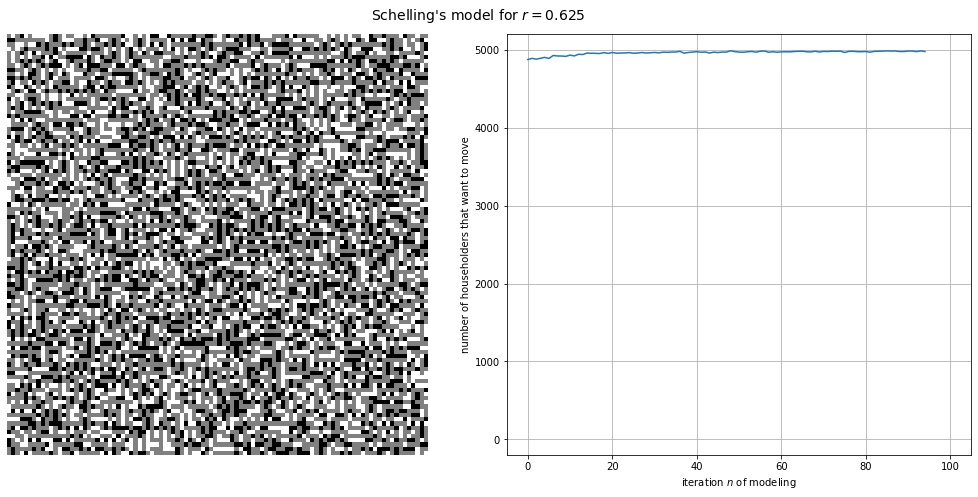 Schelling's model for r = 0.625
5000
4000
3000
2000
1000
0
number of householders that want to move
0 20 40 60 80 100
iteration n of modeling